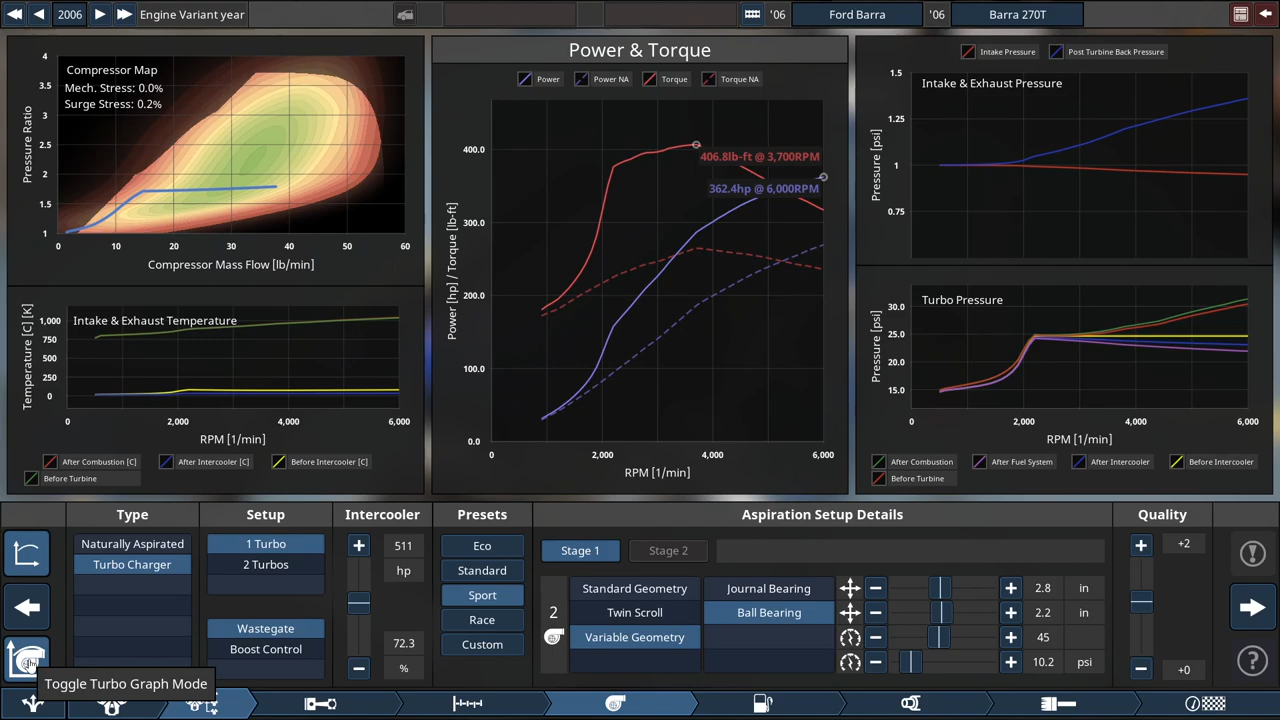 2006
Engine Variant year
'06
Ford Barra
'06
Barra 270T
Compressor Map
Mech. Stress: 0.0%
Surge Stress: 0.2%
Pressure Ratio
4
3.5
3
2.5
2
1.5
1
0
10
20
30
40
50
60
Compressor Mass Flow [lb/min]
Intake & Exhaust Temperature
Temperature [C] [K]
1,000
750
500
250
0
0
2,000
4,000
6,000
RPM [1/min]
After Combustion [C]
After Intercooler [C]
Before Intercooler [C]
Before Turbine
Power & Torque
Power
Power NA
Torque
Torque NA
Power [hp] / Torque [lb-ft]
400.0
300.0
200.0
100.0
0.0
406.8lb-ft @ 3,700RPM
362.4hp @ 6,000RPM
0
2,000
4,000
6,000
RPM [1/min]
Intake Pressure
Post Turbine Back Pressure
Intake & Exhaust Pressure
Pressure [psi]
1.5
1.25
1
0.75
Turbo Pressure
Pressure [psi]
30.0
25.0
20.0
15.0
0
2,000
4,000
6,000
RPM [1/min]
After Combustion
After Fuel System
After Intercooler
Before Intercooler
Before Turbine
Type
Naturally Aspirated
Turbo Charger
Setup
1 Turbo
2 Turbos
Wastegate
Boost Control
Intercooler
511
hp
72.3
%
Presets
Eco
Standard
Sport
Race
Custom
Aspiration Setup Details
Stage 1
Stage 2
2
Standard Geometry
Twin Scroll
Variable Geometry
Journal Bearing
Ball Bearing
2.8 in
2.2 in
45
10.2 psi
Quality
+2
+0
Toggle Turbo Graph Mode